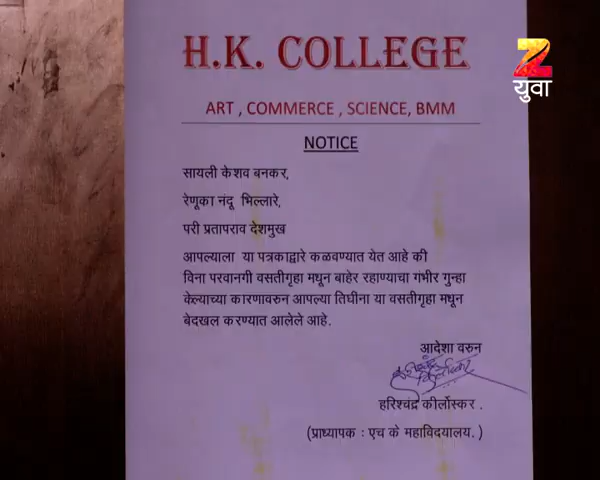 H.K. COLLEGE
ART , COMMERCE , SCIENCE, BMM
NOTICE
सायली केशव बनकर,
रेणूका नंदू भिल्लारे,
परी प्रतापराव देशमुख
आपल्याला या पत्रकाद्वारे कळवण्यात येत आहे की
विना परवानगी वसतीगृहा मधून बाहेर रहाण्याचा गंभीर गुन्हा
केल्याच्या कारणावरुन आपल्या तिघींना या वसतीगृहा मधून
बेदखल करण्यात आलेले आहे.
आदेशा वरुन
हरिश्चंद्र कीर्लोस्कर .
(प्राध्यापक : एच के महाविदयालय. )
युवा